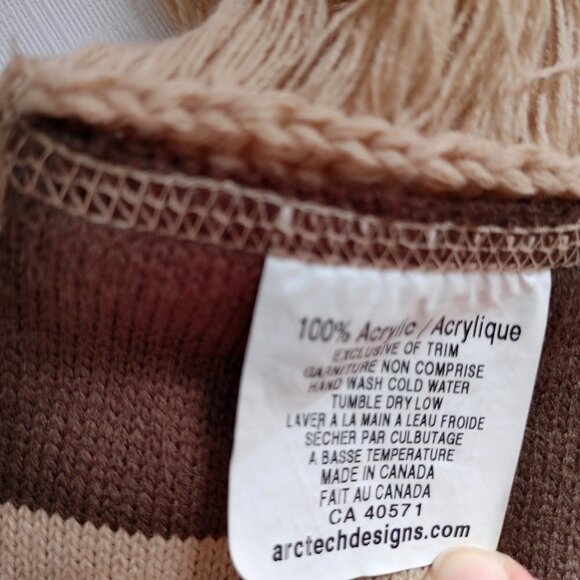 100% Acrylic / Acrylique
EXCLUSIVE OF TRIM
GARNITURE NON COMPRISE
HAND WASH COLD WATER
TUMBLE DRY LOW
LAVER À LA MAIN A LEAU FROIDE
SÉCHER PAR CULBUTAGE
A BASSE TEMPERATURE
MADE IN CANADA
FAIT AU CANADA
CA 40571
arctechdesigns.com